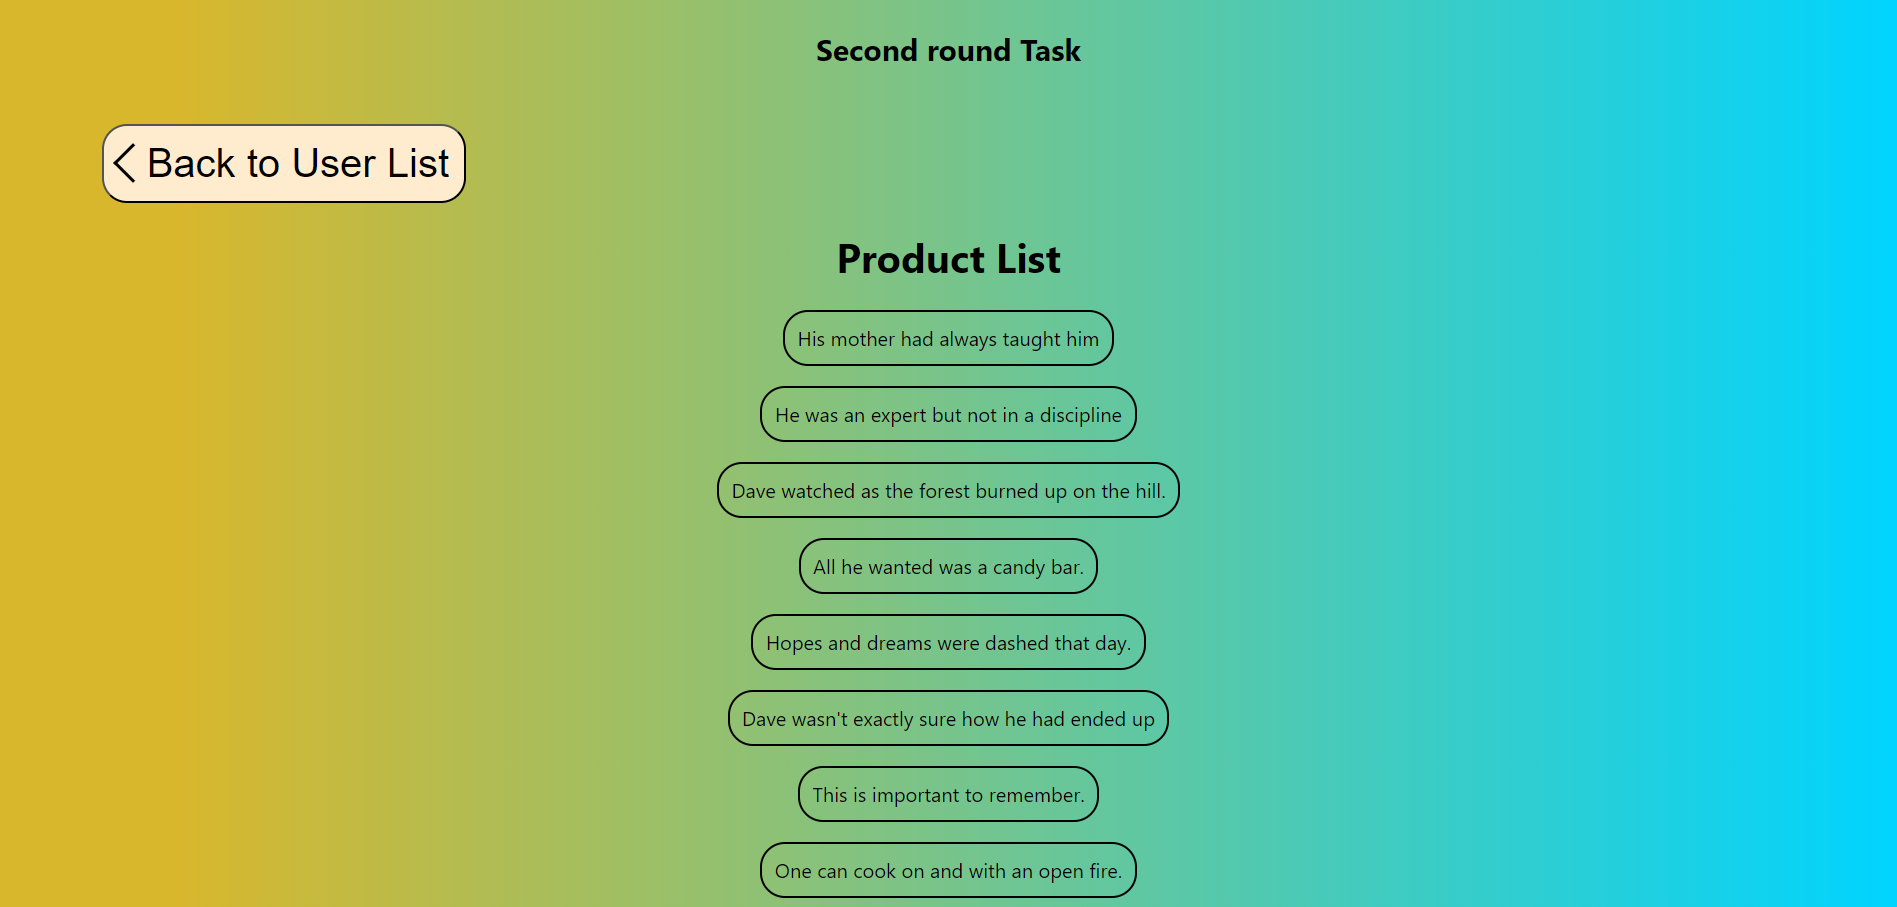 Second round Task
Back to User List
Product List
His mother had always taught him
He was an expert but not in a discipline
Dave watched as the forest burned up on the hill.
All he wanted was a candy bar.
Hopes and dreams were dashed that day.
Dave wasn't exactly sure how he had ended up
This is important to remember.
One can cook on and with an open fire.